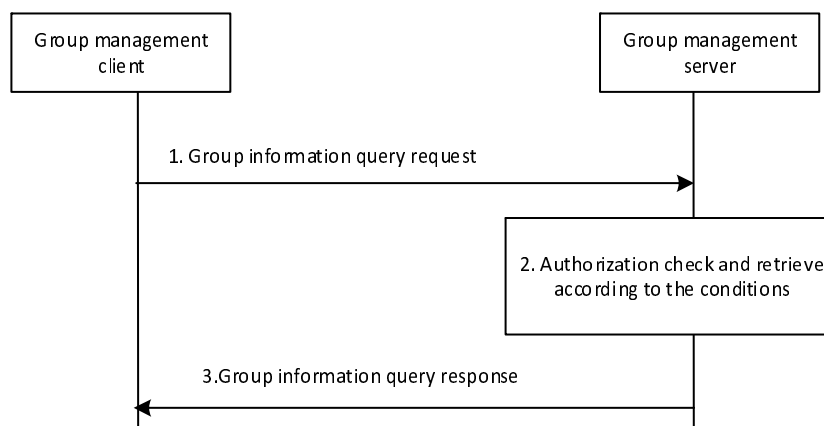 Group management
client
Group management
server
1. Group information query request
2. Authorization check and retrieve
according to the conditions
3.Group information query response